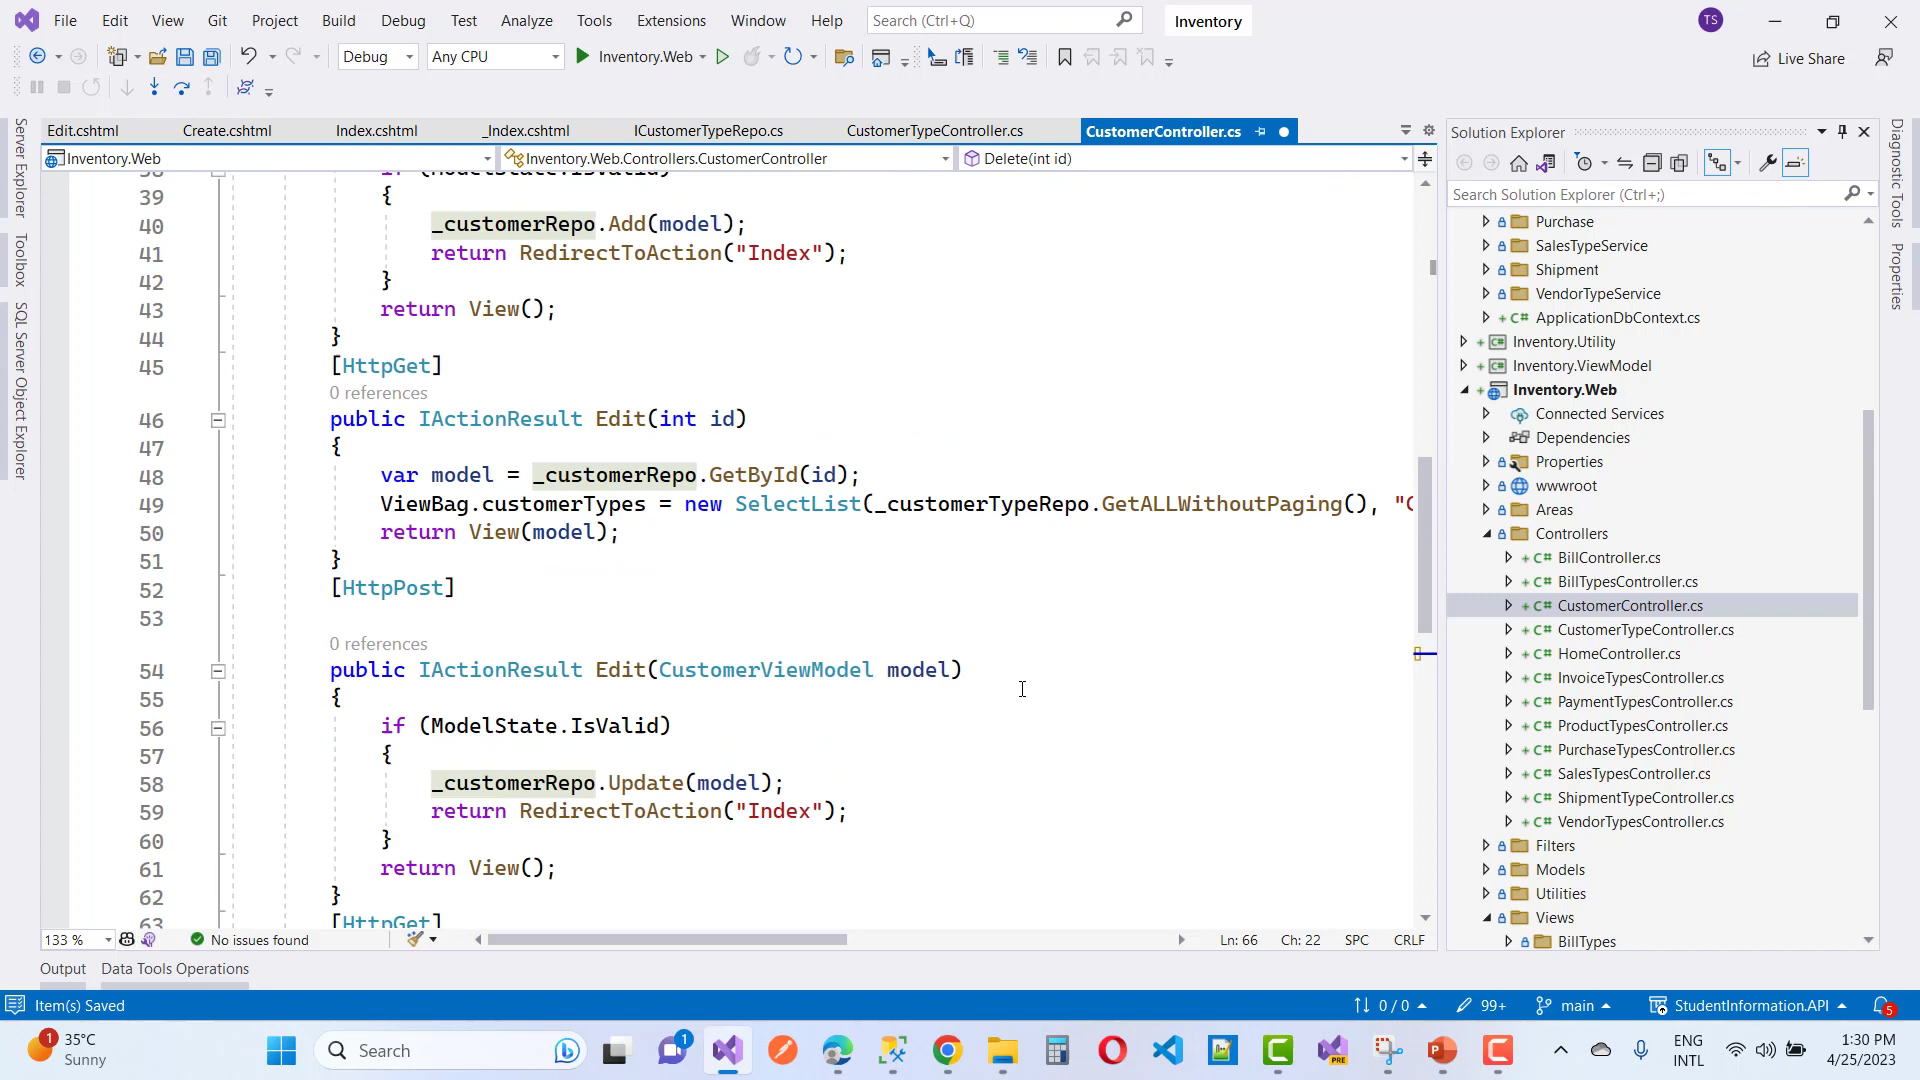 File Edit View Git Project Build Debug Test Analyze Tools Extensions Window Help Search (Ctrl+Q) Inventory TS
Debug Any CPU Inventory.Web Live Share
Edit.cshtml Create.cshtml Index.cshtml _Index.cshtml ICustomerTypeRepo.cs CustomerTypeController.cs CustomerController.cs
Inventory.Web Inventory.Web.Controllers.CustomerController Delete(int id)
Server Explorer
Toolbox
SQL Server Object Explorer
38 if (ModelState.IsValid)
39 {
40 _customerRepo.Add(model);
41 return RedirectToAction("Index");
42 }
43 return View();
44 }
45 [HttpGet]
0 references
46 public IActionResult Edit(int id)
47 {
48 var model = _customerRepo.GetById(id);
49 ViewBag.customerTypes = new SelectList(_customerTypeRepo.GetALLWithoutPaging(), "C
50 return View(model);
51 }
52 [HttpPost]
53
0 references
54 public IActionResult Edit(CustomerViewModel model)
55 {
56 if (ModelState.IsValid)
57 {
58 _customerRepo.Update(model);
59 return RedirectToAction("Index");
60 }
61 return View();
62 }
63 [HttpGet]
133 % No issues found Ln: 66 Ch: 22 SPC CRLF
Solution Explorer
Search Solution Explorer (Ctrl+;)
Purchase
SalesTypeService
Shipment
VendorTypeService
C# ApplicationDbContext.cs
Inventory.Utility
Inventory.ViewModel
Inventory.Web
Connected Services
Dependencies
Properties
wwwroot
Areas
Controllers
C# BillController.cs
C# BillTypesController.cs
C# CustomerController.cs
C# CustomerTypeController.cs
C# HomeController.cs
C# InvoiceTypesController.cs
C# PaymentTypesController.cs
C# ProductTypesController.cs
C# PurchaseTypesController.cs
C# SalesTypesController.cs
C# ShipmentTypeController.cs
C# VendorTypesController.cs
Filters
Models
Utilities
Views
BillTypes
Diagnostic Tools
Properties
Output Data Tools Operations
Item(s) Saved 0 / 0 99+ main StudentInformation.API 5
1 35°C
Sunny
Search
1
PRE
ENG
INTL
1:30 PM
4/25/2023